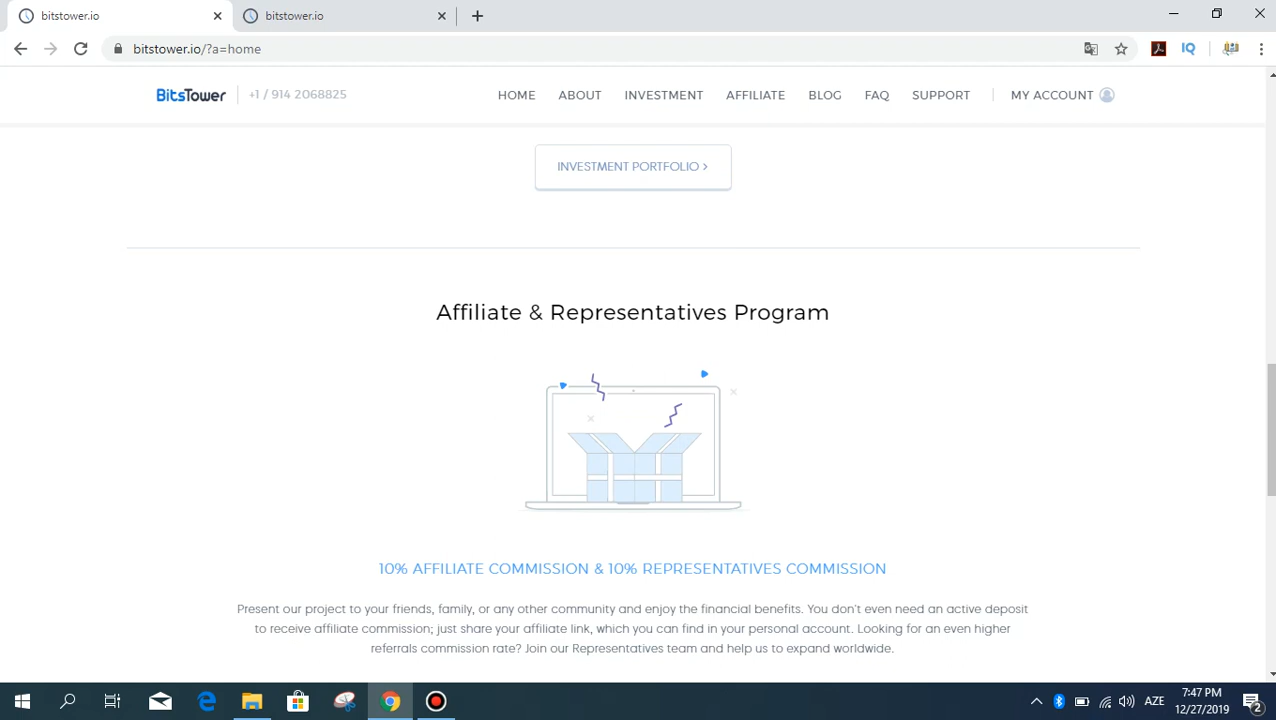 bitstower.io
bitstower.io
bitstower.io/?a=home
IQ
BitsTower
+1 / 914 2068825
HOME
ABOUT
INVESTMENT
AFFILIATE
BLOG
FAQ
SUPPORT
MY ACCOUNT
INVESTMENT PORTFOLIO >
Affiliate & Representatives Program
10% AFFILIATE COMMISSION & 10% REPRESENTATIVES COMMISSION
Present our project to your friends, family, or any other community and enjoy the financial benefits. You don't even need an active deposit
to receive affiliate commission; just share your affiliate link, which you can find in your personal account. Looking for an even higher
referrals commission rate? Join our Representatives team and help us to expand worldwide.
AZE
7:47 PM
12/27/2019
2